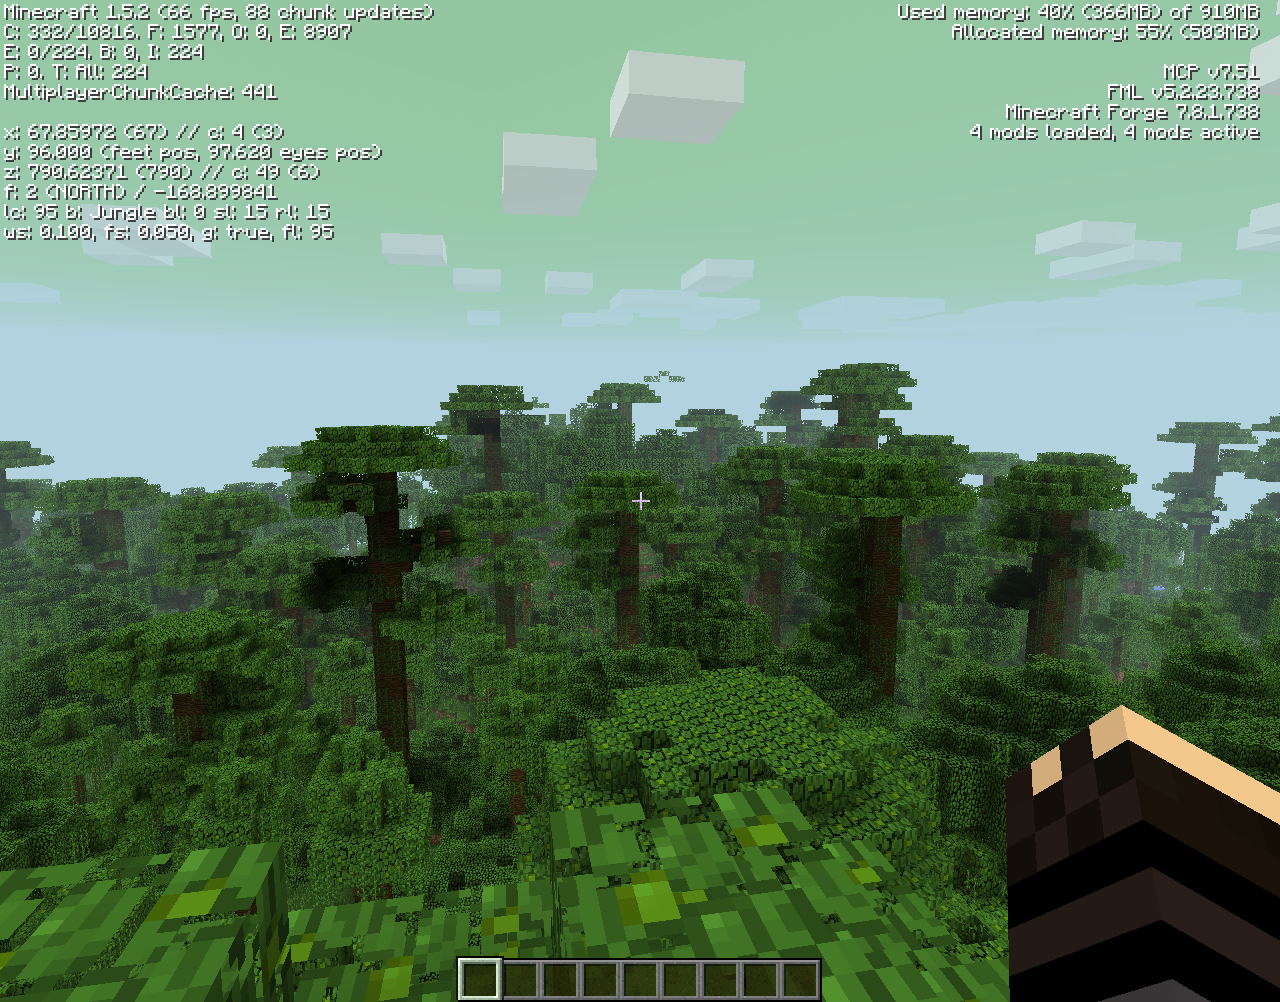 Minecraft 1.5.2 (66 fps, 88 chunk updates)
C: 332/10816. F: 1577, O: 0, E: 8907
E: 0/224. B: 0, I: 224
P: 0. T: All: 224
MultiplayerChunkCache: 441
x: 67.85972 (67) // c: 4 (3)
y: 96.000 (feet pos, 97.620 eyes pos)
z: 790.62371 (790) // c: 49 (6)
f: 2 (NORTH) / -168.899841
lc: 95 b: Jungle bl: 0 sl: 15 rl: 15
ws: 0.100, fs: 0.050, g: true, fl: 95
Used memory: 40% (366MB) of 910MB
Allocated memory: 55% (503MB)
MCP v7.51
FML v5.2.23.738
Minecraft Forge 7.8.1.738
4 mods loaded, 4 mods active